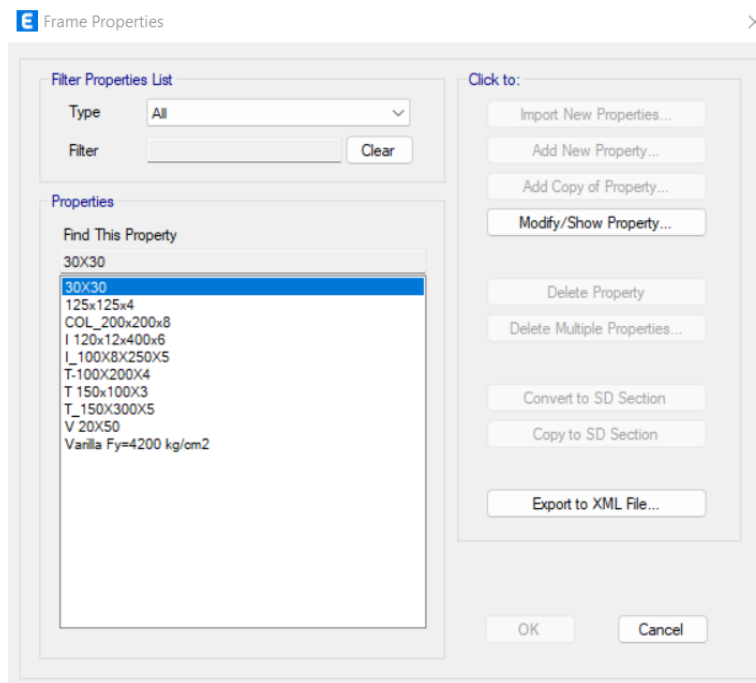 E Frame Properties
Filter Properties List
Type All
Filter Clear
Properties
Find This Property
30X30
30X30
125x125x4
COL_200x200x8
I 120x12x400x6
I_100X8X250X5
T-100X200X4
T 150x100X3
T_150X300X5
V 20X50
Varilla Fy=4200 kg/cm2
Click to:
Import New Properties...
Add New Property...
Add Copy of Property...
Modify/Show Property...
Delete Property
Delete Multiple Properties...
Convert to SD Section
Copy to SD Section
Export to XML File...
OK Cancel